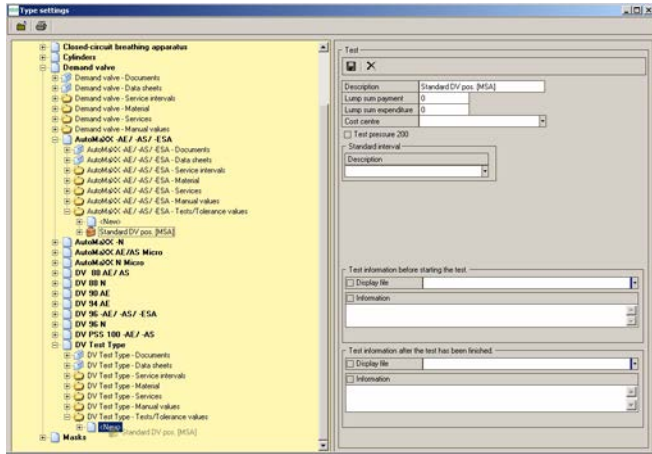 Type settings
Closed-circuit breathing apparatus
Cylinders
Demand valve
Demand valve - Documents
Demand valve - Data sheets
Demand valve - Service intervals
Demand valve - Material
Demand valve - Services
Demand valve - Manual values
AutoMaXX -AE/ -AS/ -ESA
AutoMaXX -AE/ -AS/ -ESA - Documents
AutoMaXX -AE/ -AS/ -ESA - Data sheets
AutoMaXX -AE/ -AS/ -ESA - Service intervals
AutoMaXX -AE/ -AS/ -ESA - Material
AutoMaXX -AE/ -AS/ -ESA - Services
AutoMaXX -AE/ -AS/ -ESA - Manual values
AutoMaXX -AE/ -AS/ -ESA - Tests/Tolerance values
<New>
Standard DV pos. [MSA]
AutoMaXX -N
AutoMaXX AE/AS Micro
AutoMaXX N Micro
DV 88 AE/ AS
DV 88 N
DV 90 AE
DV 94 AE
DV 96 -AE/ -AS/ -ESA
DV 96 N
DV PSS 100 -AE/ -AS
DV Test Type
DV Test Type - Documents
DV Test Type - Data sheets
DV Test Type - Service intervals
DV Test Type - Material
DV Test Type - Services
DV Test Type - Manual values
DV Test Type - Tests/Tolerance values
<New>
Standard DV pos. [MSA]
Masks
Test
Description Standard DV pos. [MSA]
Lump sum payment 0
Lump sum expenditure 0
Cost centre
Test pressure 200
Standard interval
Description
Test information before starting the test.
Display file
Information
Test information after the test has been finished.
Display file
Information